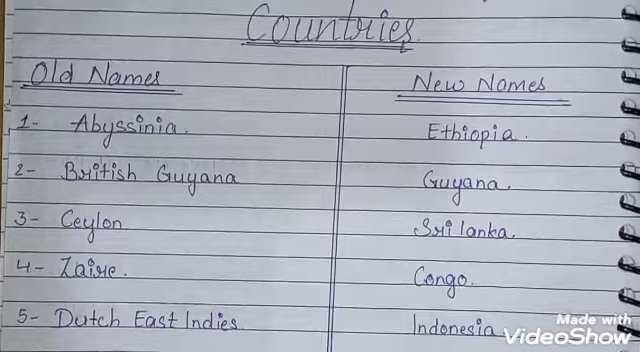 Countries
Old Names New Names
1- Abyssinia. Ethiopia.
2- British Guyana Guyana.
3- Ceylon Sri lanka.
4- Zaire. Congo.
5- Dutch East Indies Indonesia
Made with
VideoShow